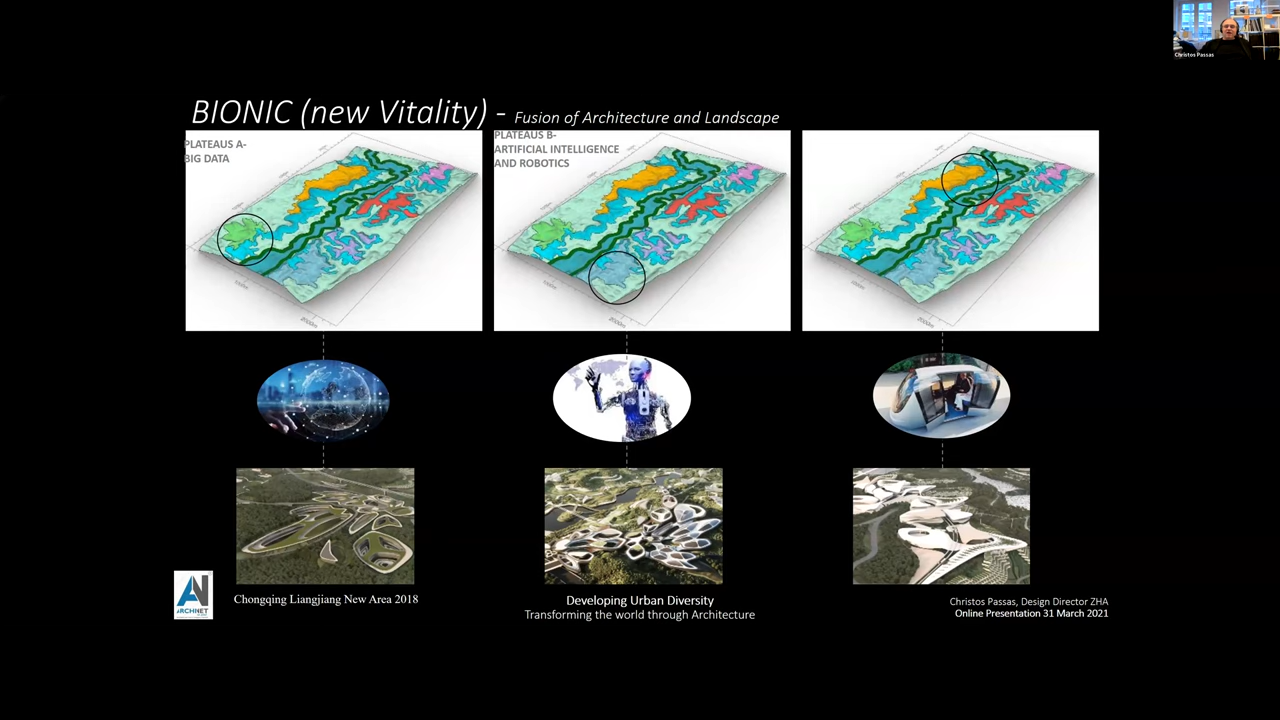 Christos Passas
BIONIC (new Vitality) - Fusion of Architecture and Landscape
PLATEAUS A-
BIG DATA
PLATEAUS B-
ARTIFICIAL INTELLIGENCE
AND ROBOTICS
ARCHNET
Chongqing Liangjiang New Area 2018
Developing Urban Diversity
Transforming the world through Architecture
Christos Passas, Design Director ZHA
Online Presentation 31 March 2021